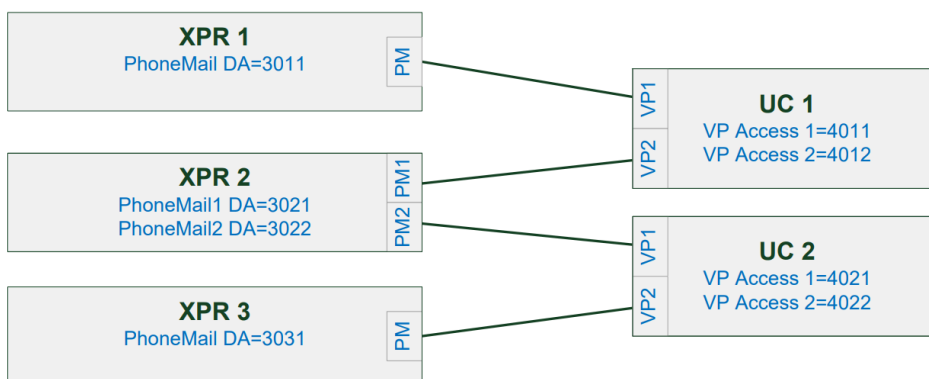 XPR 1
PhoneMail DA=3011
PM
XPR 2
PhoneMail1 DA=3021
PhoneMail2 DA=3022
PM1
PM2
XPR 3
PhoneMail DA=3031
PM
VP1
VP2
UC 1
VP Access 1=4011
VP Access 2=4012
VP1
VP2
UC 2
VP Access 1=4021
VP Access 2=4022